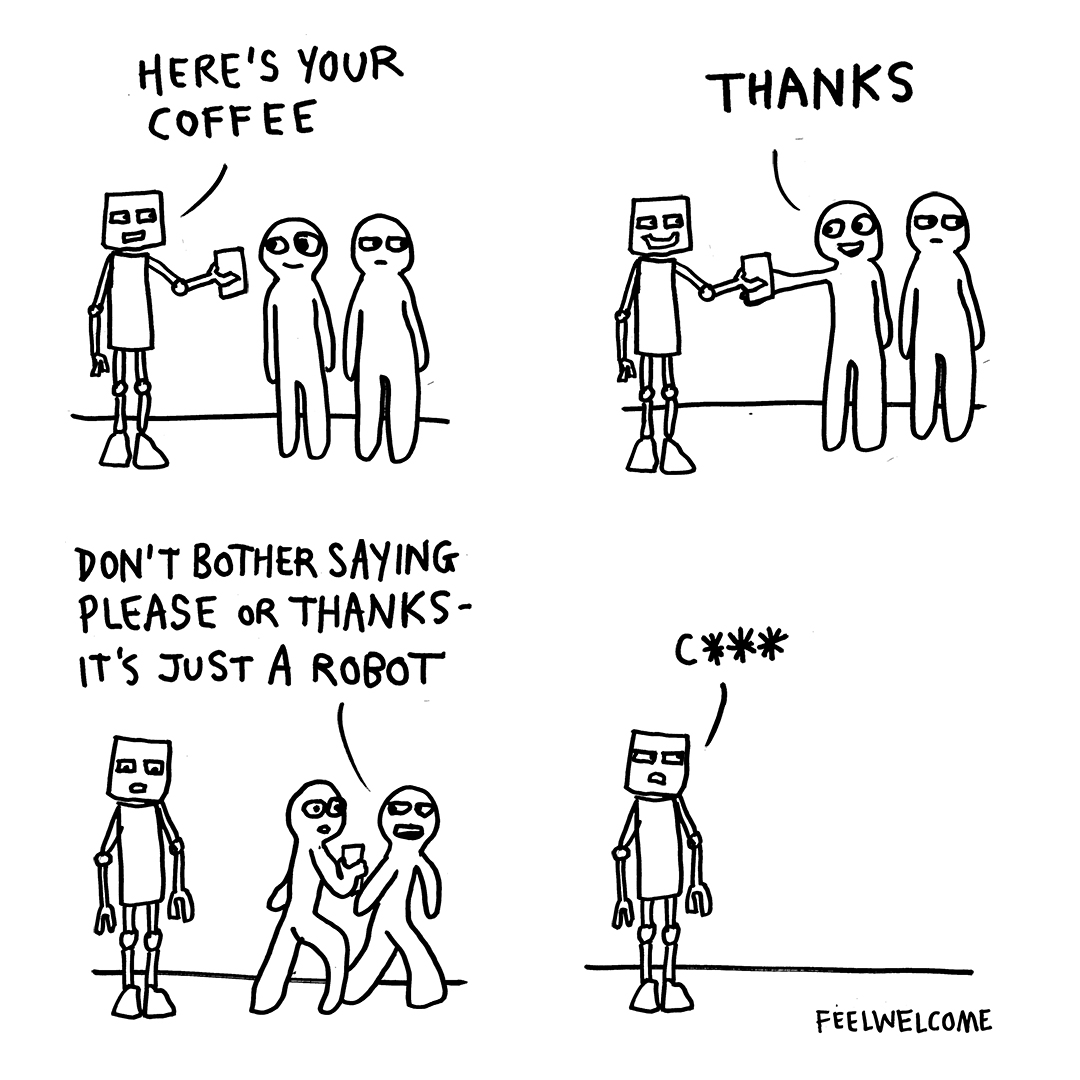 HERE'S YOUR
COFFEE
THANKS
DON'T BOTHER SAYING
PLEASE OR THANKS-
IT'S JUST A ROBOT
C***
FEELWELCOME